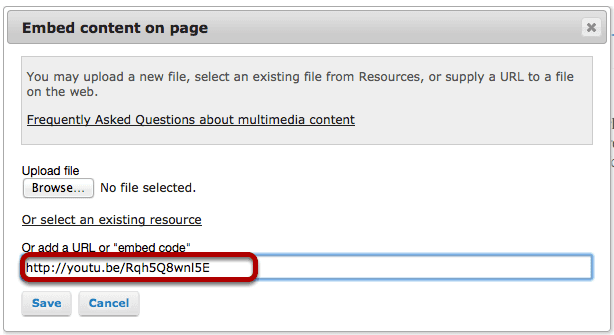 Embed content on page
You may upload a new file, select an existing file from Resources, or supply a URL to a file
on the web.
Frequently Asked Questions about multimedia content
Upload file
Browse... No file selected.
Or select an existing resource
Or add a URL or "embed code"
http://youtu.be/Rqh5Q8wnl5E
Save Cancel